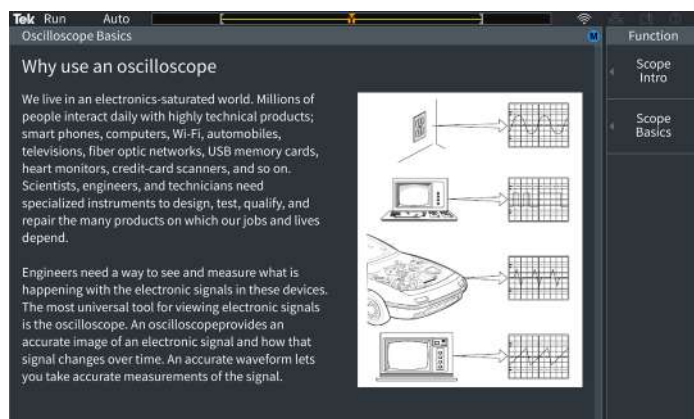 Tek Run Auto
Oscilloscope Basics
M
Function
Why use an oscilloscope
We live in an electronics-saturated world. Millions of
people interact daily with highly technical products;
smart phones, computers, Wi-Fi, automobiles,
televisions, fiber optic networks, USB memory cards,
heart monitors, credit-card scanners, and so on.
Scientists, engineers, and technicians need
specialized instruments to design, test, qualify, and
repair the many products on which our jobs and lives
depend.
Engineers need a way to see and measure what is
happening with the electronic signals in these devices.
The most universal tool for viewing electronic signals
is the oscilloscope. An oscilloscopeprovides an
accurate image of an electronic signal and how that
signal changes over time. An accurate waveform lets
you take accurate measurements of the signal.
Scope
Intro
Scope
Basics